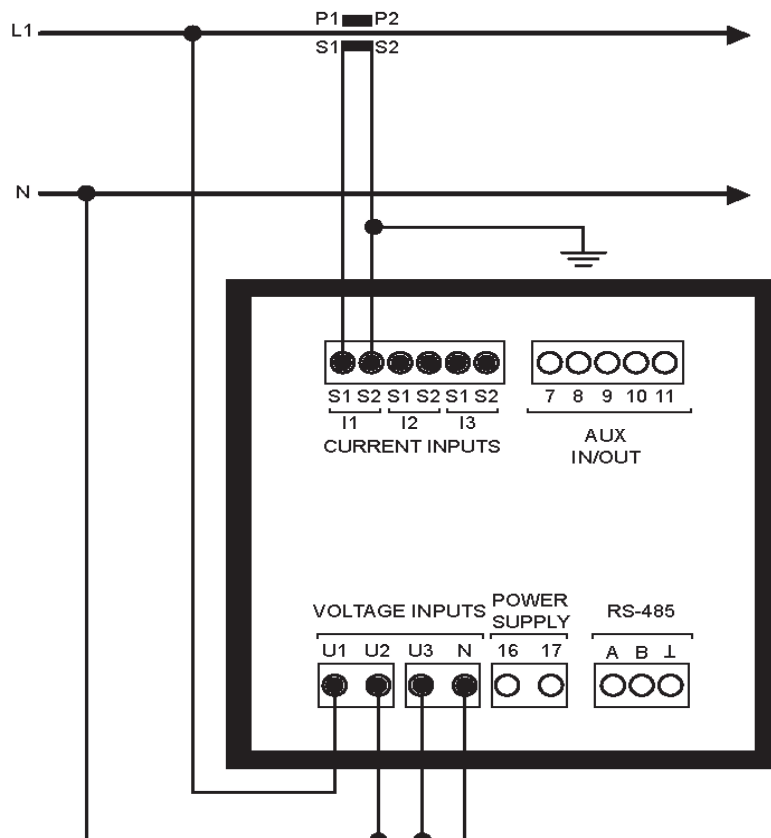 P1 P2
L1
S1 S2
N
S1 S2 S1 S2 S1 S2
I1 I2 I3
CURRENT INPUTS
7 8 9 10 11
AUX
IN/OUT
VOLTAGE INPUTS
U1 U2 U3 N
POWER
SUPPLY
16 17
RS-485
A B ⊥